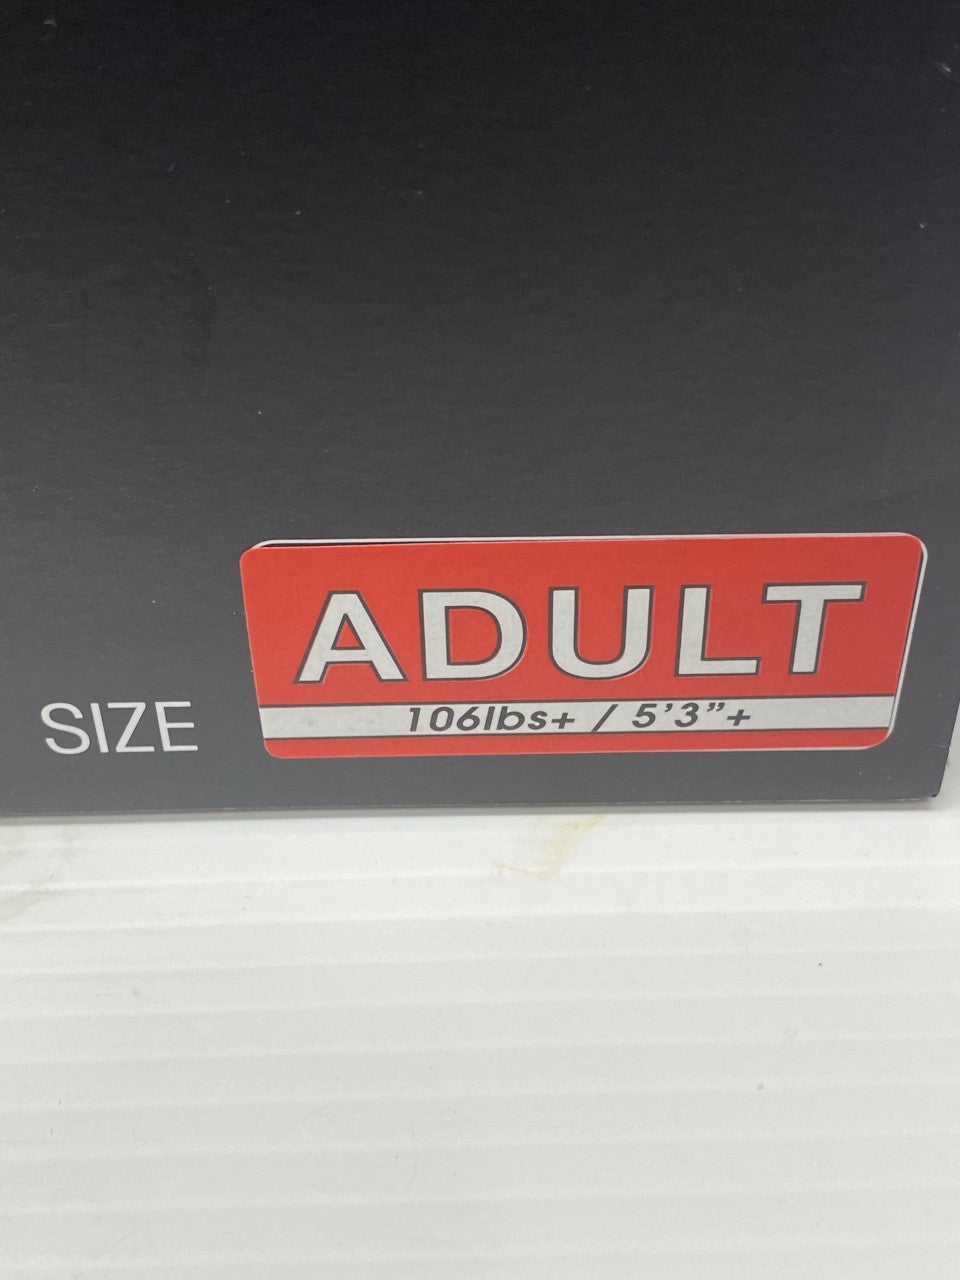 ADULT
SIZE
106lbs+ / 5'3"+